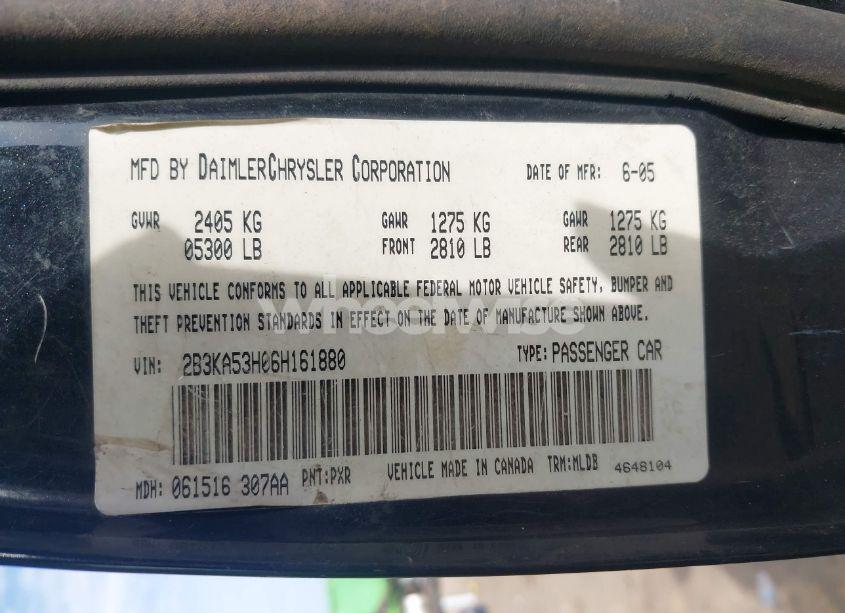 MFD BY DAIMLERCHRYSLER CORPORATION DATE OF MFR: 6-05
GVWR 2405 KG GAWR 1275 KG GAWR 1275 KG
05300 LB FRONT 2810 LB REAR 2810 LB
THIS VEHICLE CONFORMS TO ALL APPLICABLE FEDERAL MOTOR VEHICLE SAFETY, BUMPER AND
THEFT PREVENTION STANDARDS IN EFFECT ON THE DATE OF MANUFACTURE SHOWN ABOVE.
VIN: 2B3KA53H06H161880 TYPE: PASSENGER CAR
MDH: 061516 307AA PNT:PXR VEHICLE MADE IN CANADA TRM:MLDB 4648104